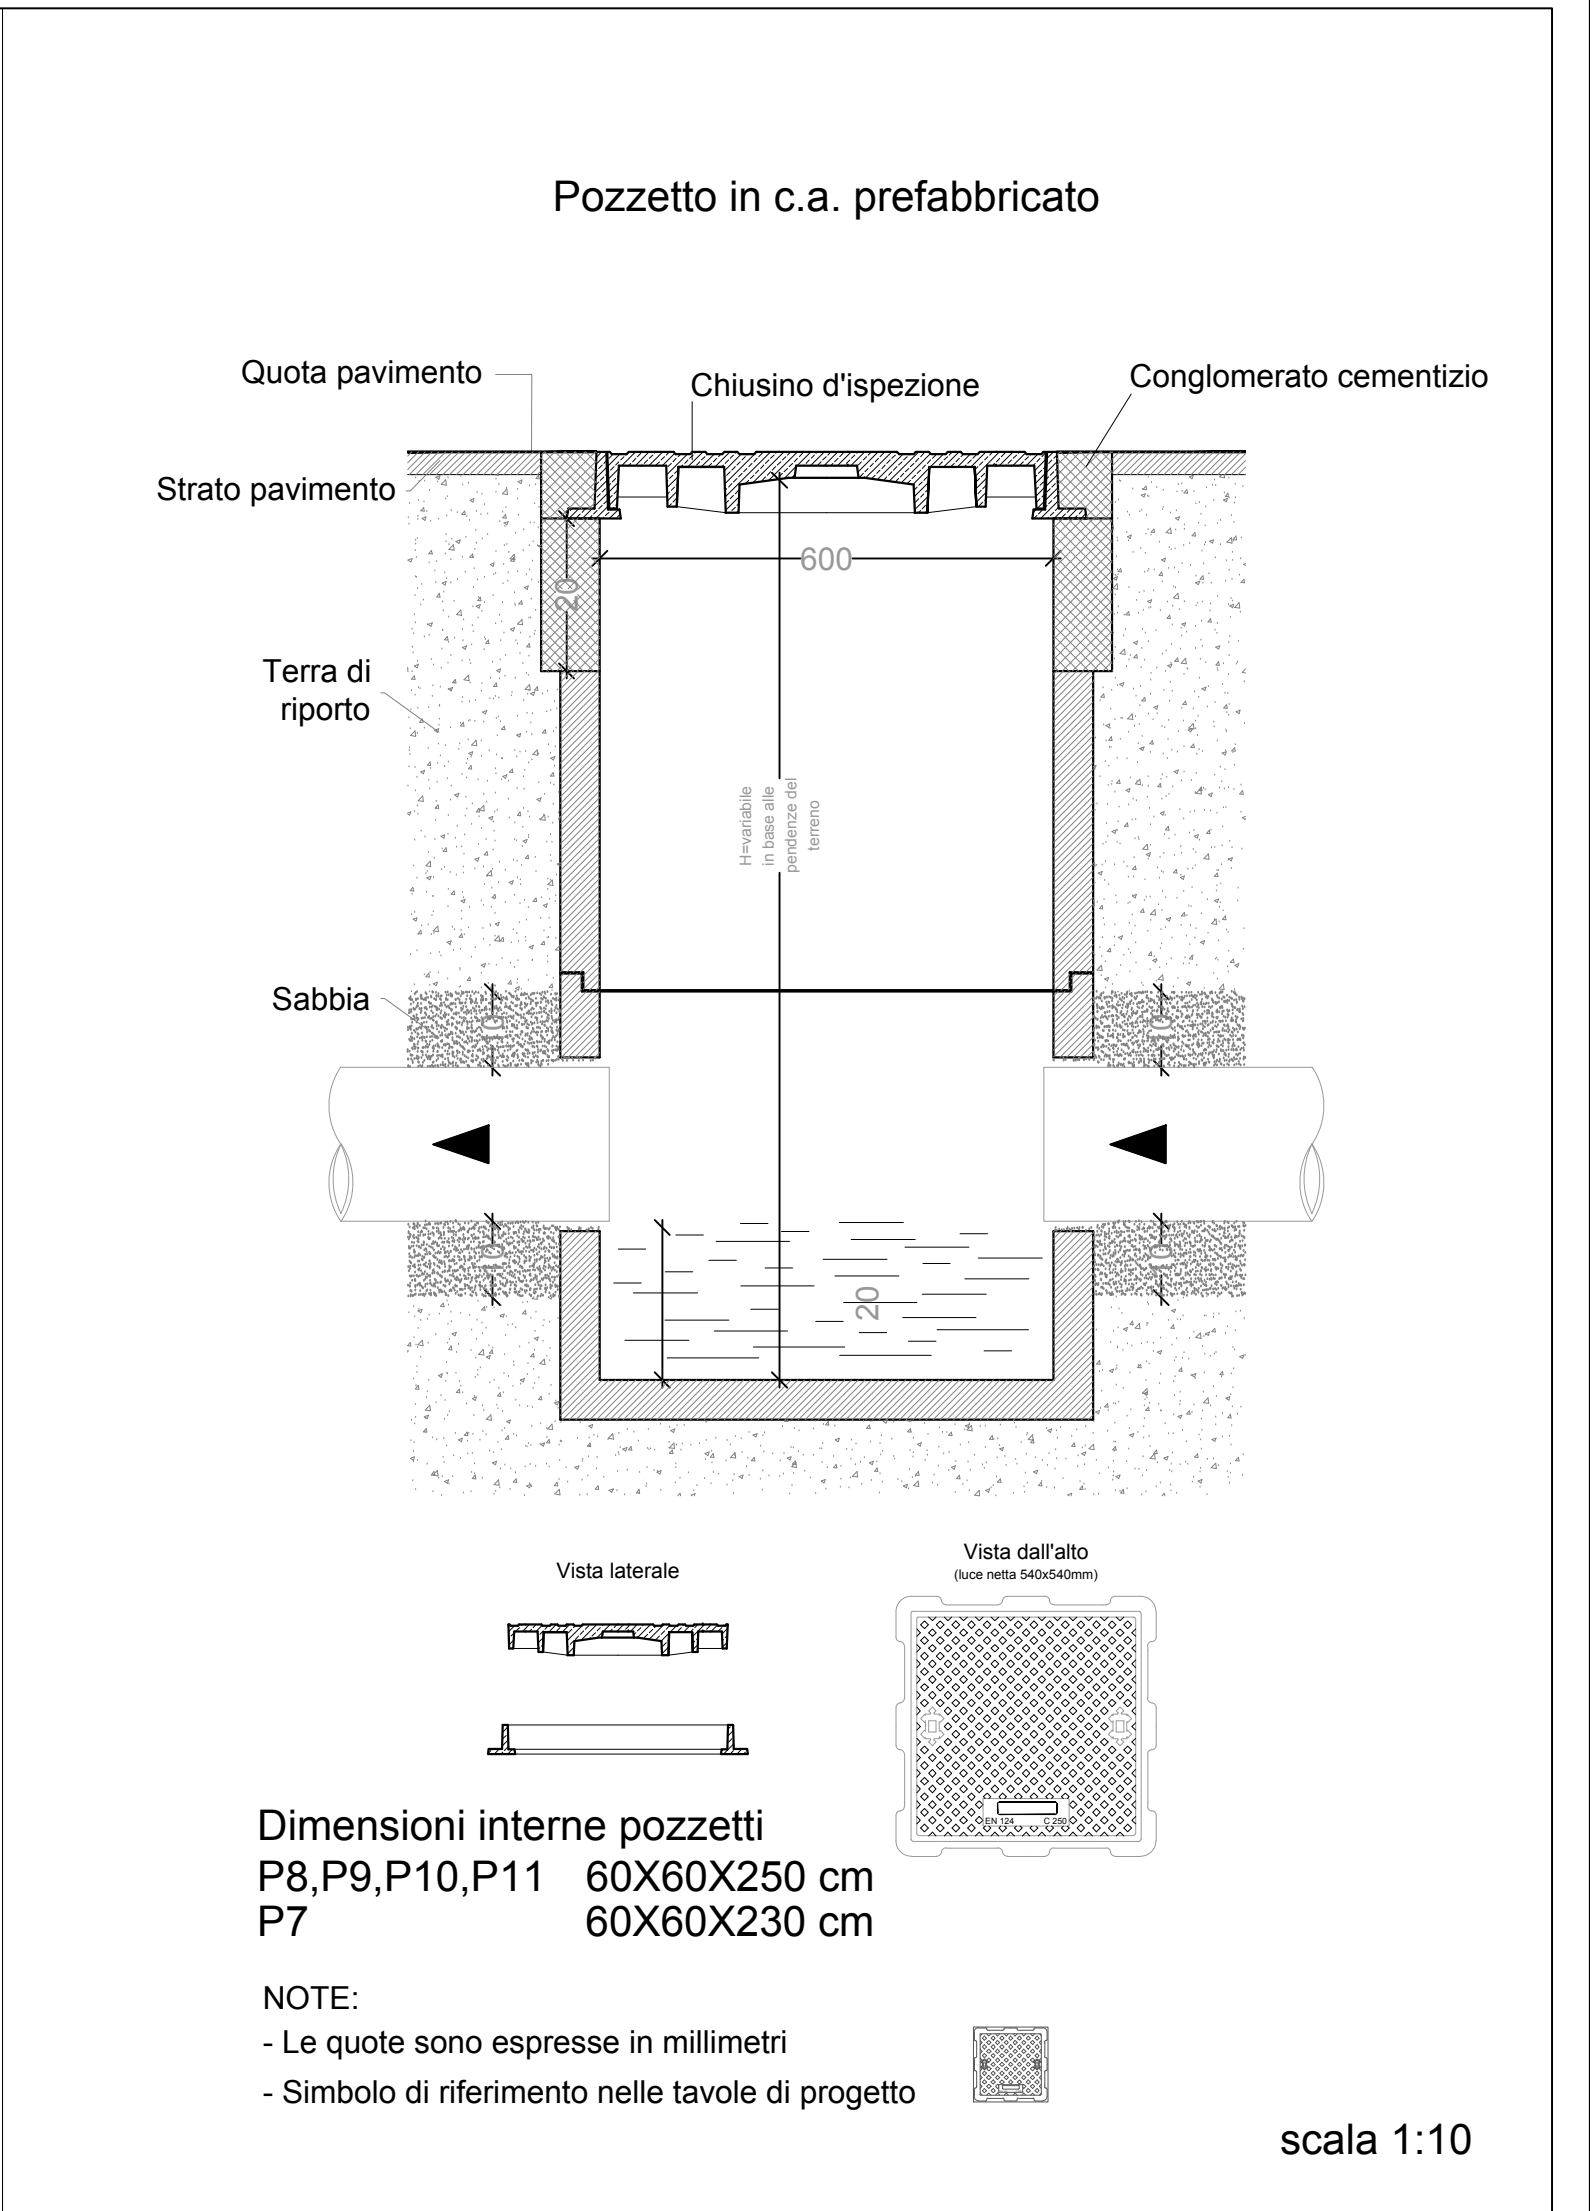 Pozzetto in c.a. prefabbricato
Quota pavimento
Chiusino d'ispezione
Conglomerato cementizio
Strato pavimento
600
20
Terra di
riporto
H=variabile
in base alle
pendenze del
terreno
Sabbia
10
10
10
10
20
Vista laterale
Vista dall'alto
(luce netta 540x540mm)
EN 124 C 250
Dimensioni interne pozzetti
P8,P9,P10,P11 60X60X250 cm
P7 60X60X230 cm
NOTE:
- Le quote sono espresse in millimetri
- Simbolo di riferimento nelle tavole di progetto
scala 1:10